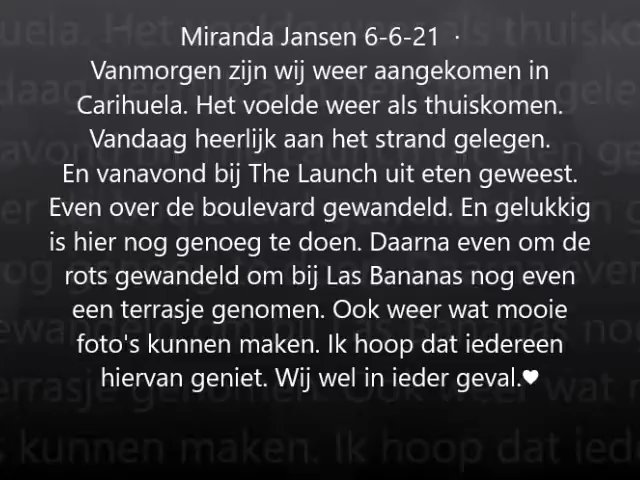 Miranda Jansen 6-6-21 ·
Vanmorgen zijn wij weer aangekomen in
Carihuela. Het voelde weer als thuiskomen.
Vandaag heerlijk aan het strand gelegen.
En vanavond bij The Launch uit eten geweest.
Even over de boulevard gewandeld. En gelukkig
is hier nog genoeg te doen. Daarna even om de
rots gewandeld om bij Las Bananas nog even
een terrasje genomen. Ook weer wat mooie
foto's kunnen maken. Ik hoop dat iedereen
hiervan geniet. Wij wel in ieder geval.♥